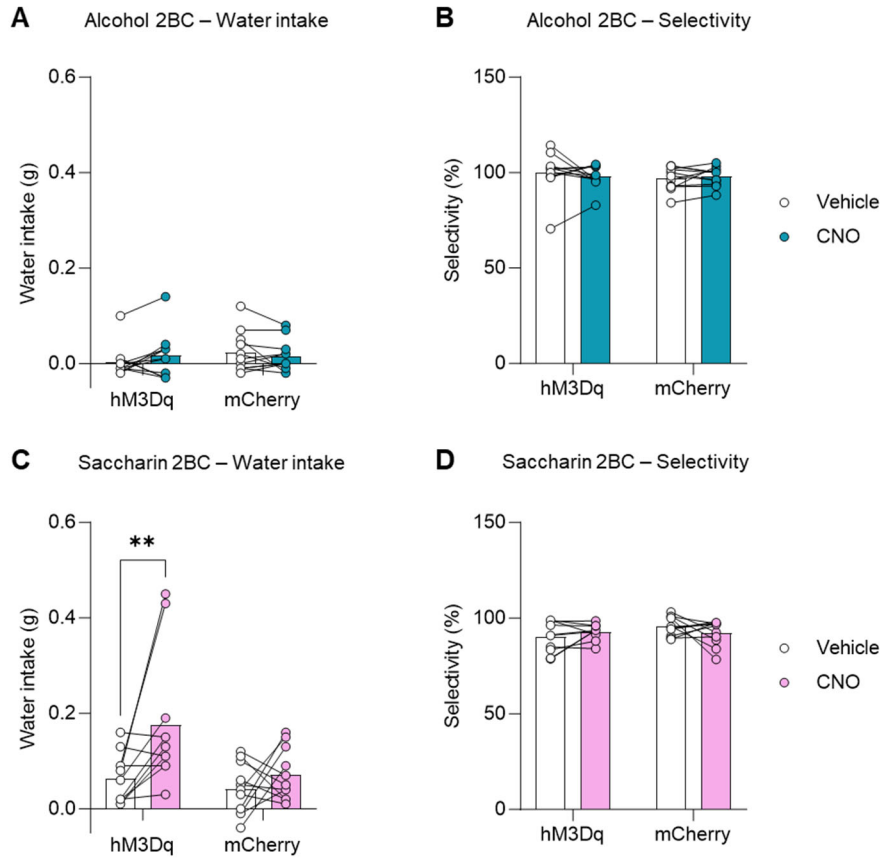 A
Alcohol 2BC – Water intake
Water intake (g)
0.6
0.4
0.2
0.0
hM3Dq
mCherry
B
Alcohol 2BC – Selectivity
Selectivity (%)
150
100
50
0
hM3Dq
mCherry
Vehicle
CNO
C
Saccharin 2BC – Water intake
Water intake (g)
0.6
0.4
0.2
0.0
**
hM3Dq
mCherry
D
Saccharin 2BC – Selectivity
Selectivity (%)
150
100
50
0
hM3Dq
mCherry
Vehicle
CNO